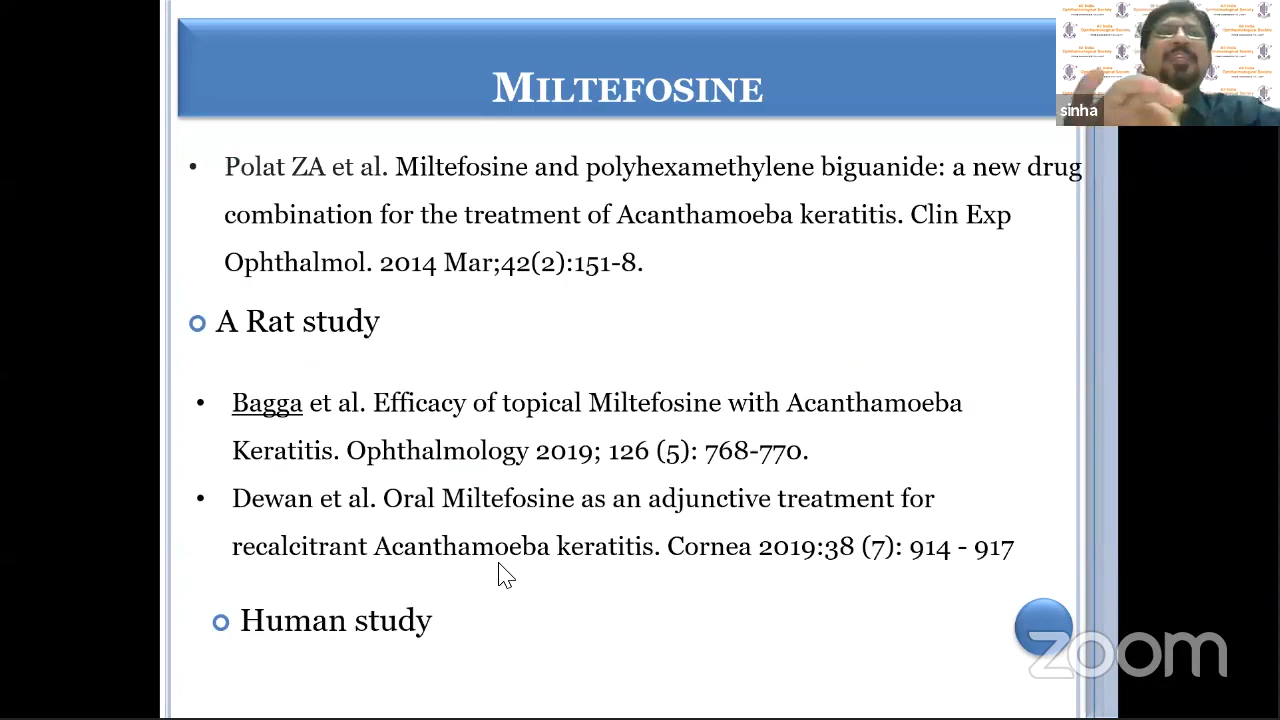 MILTEFOSINE
sinha
• Polat ZA et al. Miltefosine and polyhexamethylene biguanide: a new drug
combination for the treatment of Acanthamoeba keratitis. Clin Exp
Ophthalmol. 2014 Mar;42(2):151-8.
A Rat study
• Bagga et al. Efficacy of topical Miltefosine with Acanthamoeba
Keratitis. Ophthalmology 2019; 126 (5): 768-770.
• Dewan et al. Oral Miltefosine as an adjunctive treatment for
recalcitrant Acanthamoeba keratitis. Cornea 2019:38 (7): 914 - 917
Human study
zoom